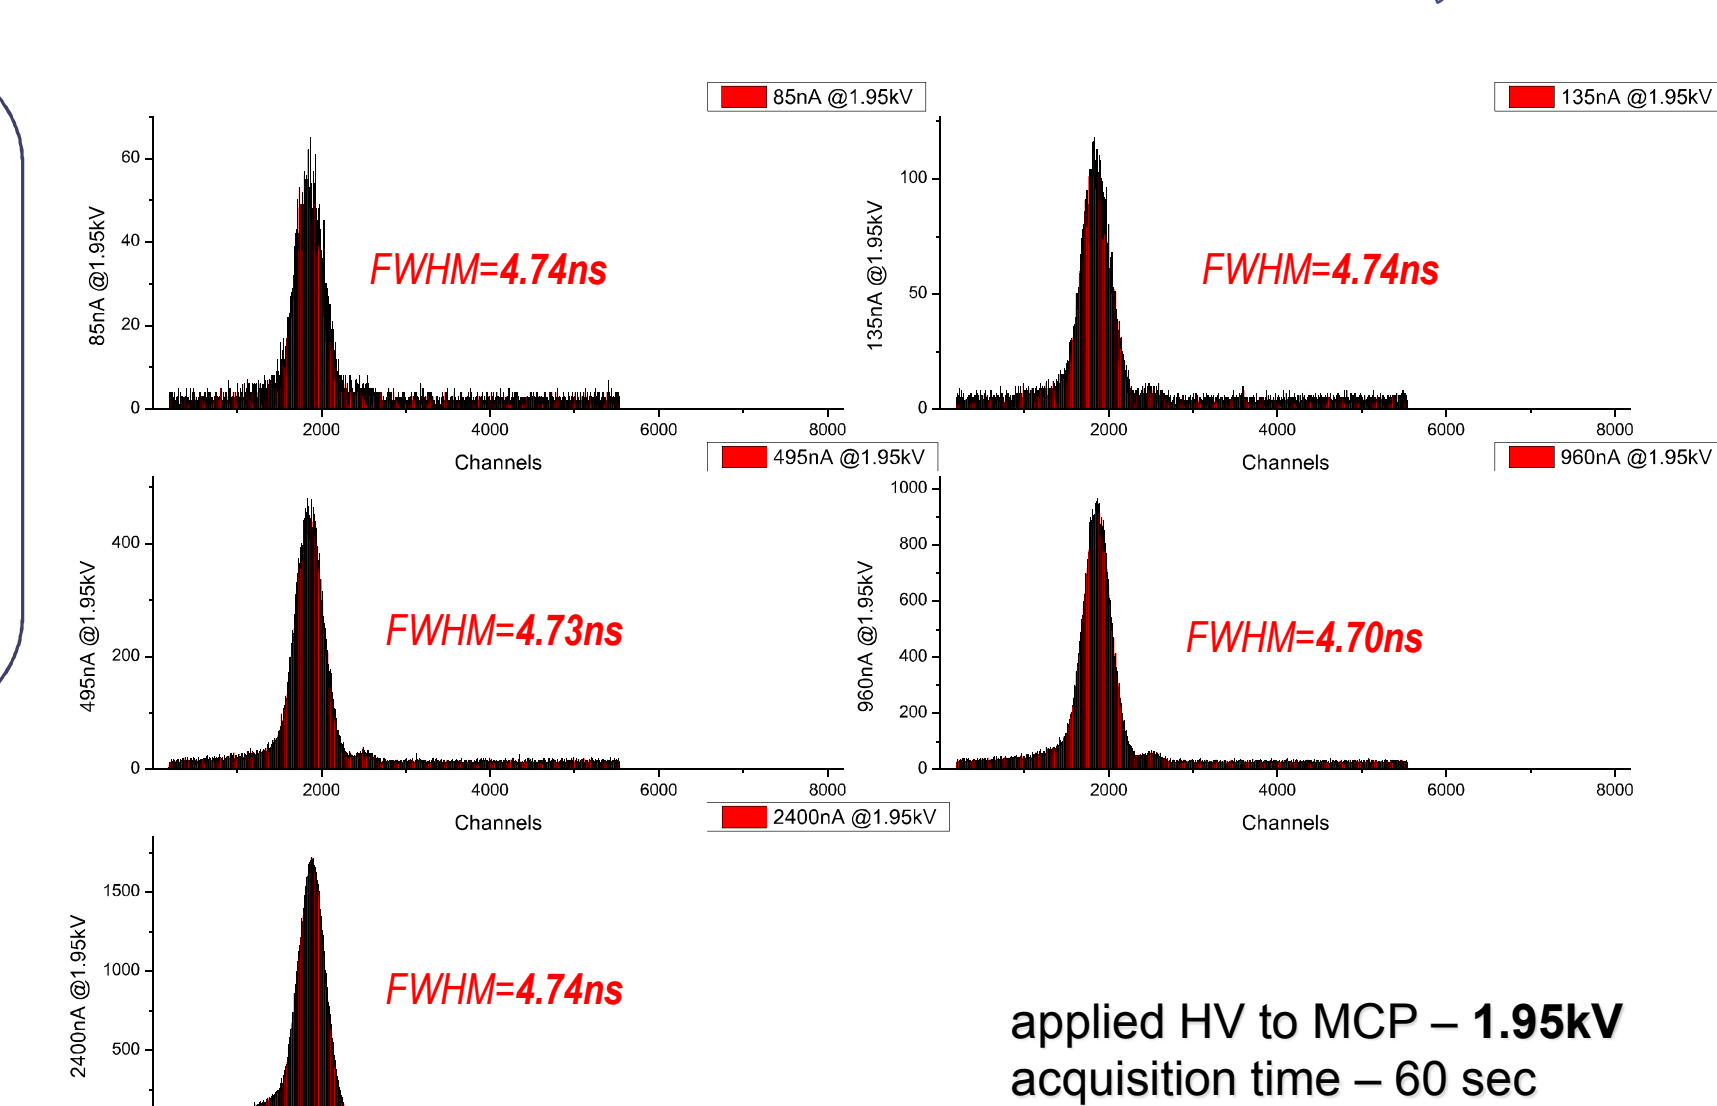 85nA @1.95kV
85nA @1.95kV
60
40
20
0
FWHM=4.74ns
2000 4000 6000 8000
Channels
135nA @1.95kV
135nA @1.95kV
100
50
0
FWHM=4.74ns
2000 4000 6000 8000
Channels
495nA @1.95kV
495nA @1.95kV
400
200
0
FWHM=4.73ns
2000 4000 6000 8000
Channels
960nA @1.95kV
960nA @1.95kV
1000
800
600
400
200
0
FWHM=4.70ns
2000 4000 6000 8000
Channels
2400nA @1.95kV
2400nA @1.95kV
1500
1000
500
FWHM=4.74ns
applied HV to MCP – 1.95kV
acquisition time – 60 sec